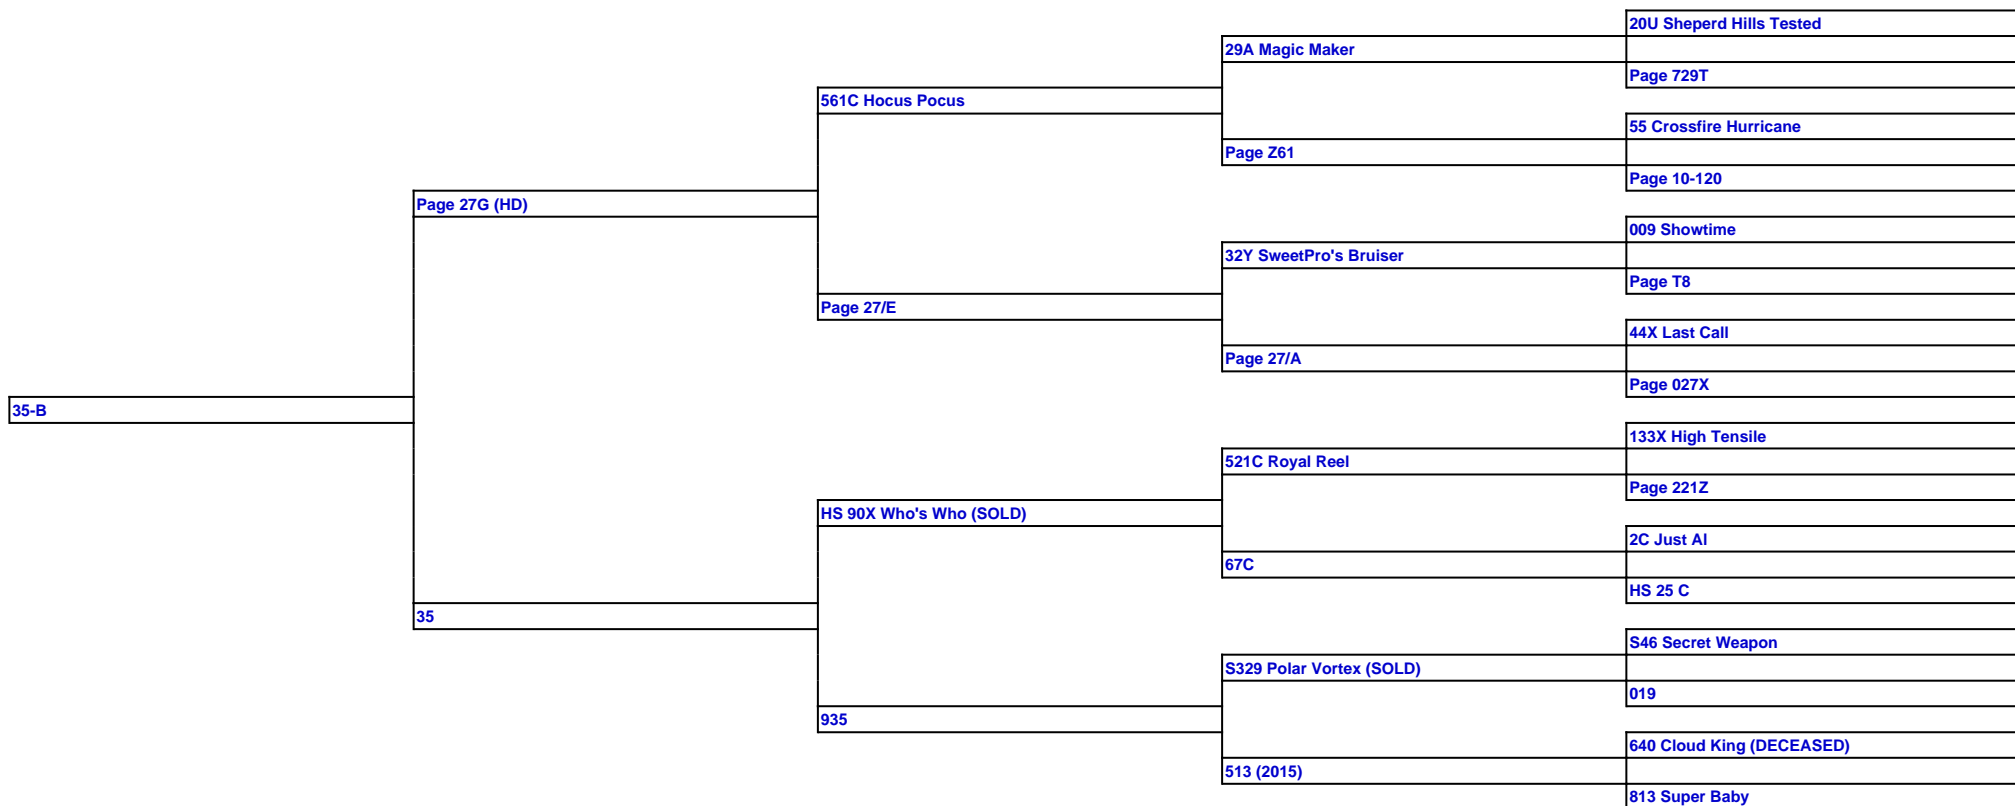 20U Sheperd Hills Tested
29A Magic Maker
Page 729T
561C Hocus Pocus
55 Crossfire Hurricane
Page Z61
Page 10-120
Page 27G (HD)
009 Showtime
32Y SweetPro's Bruiser
Page T8
Page 27/E
44X Last Call
Page 27/A
Page 027X
35-B
133X High Tensile
521C Royal Reel
Page 221Z
HS 90X Who's Who (SOLD)
2C Just Al
67C
HS 25 C
35
S46 Secret Weapon
S329 Polar Vortex (SOLD)
019
935
640 Cloud King (DECEASED)
513 (2015)
813 Super Baby